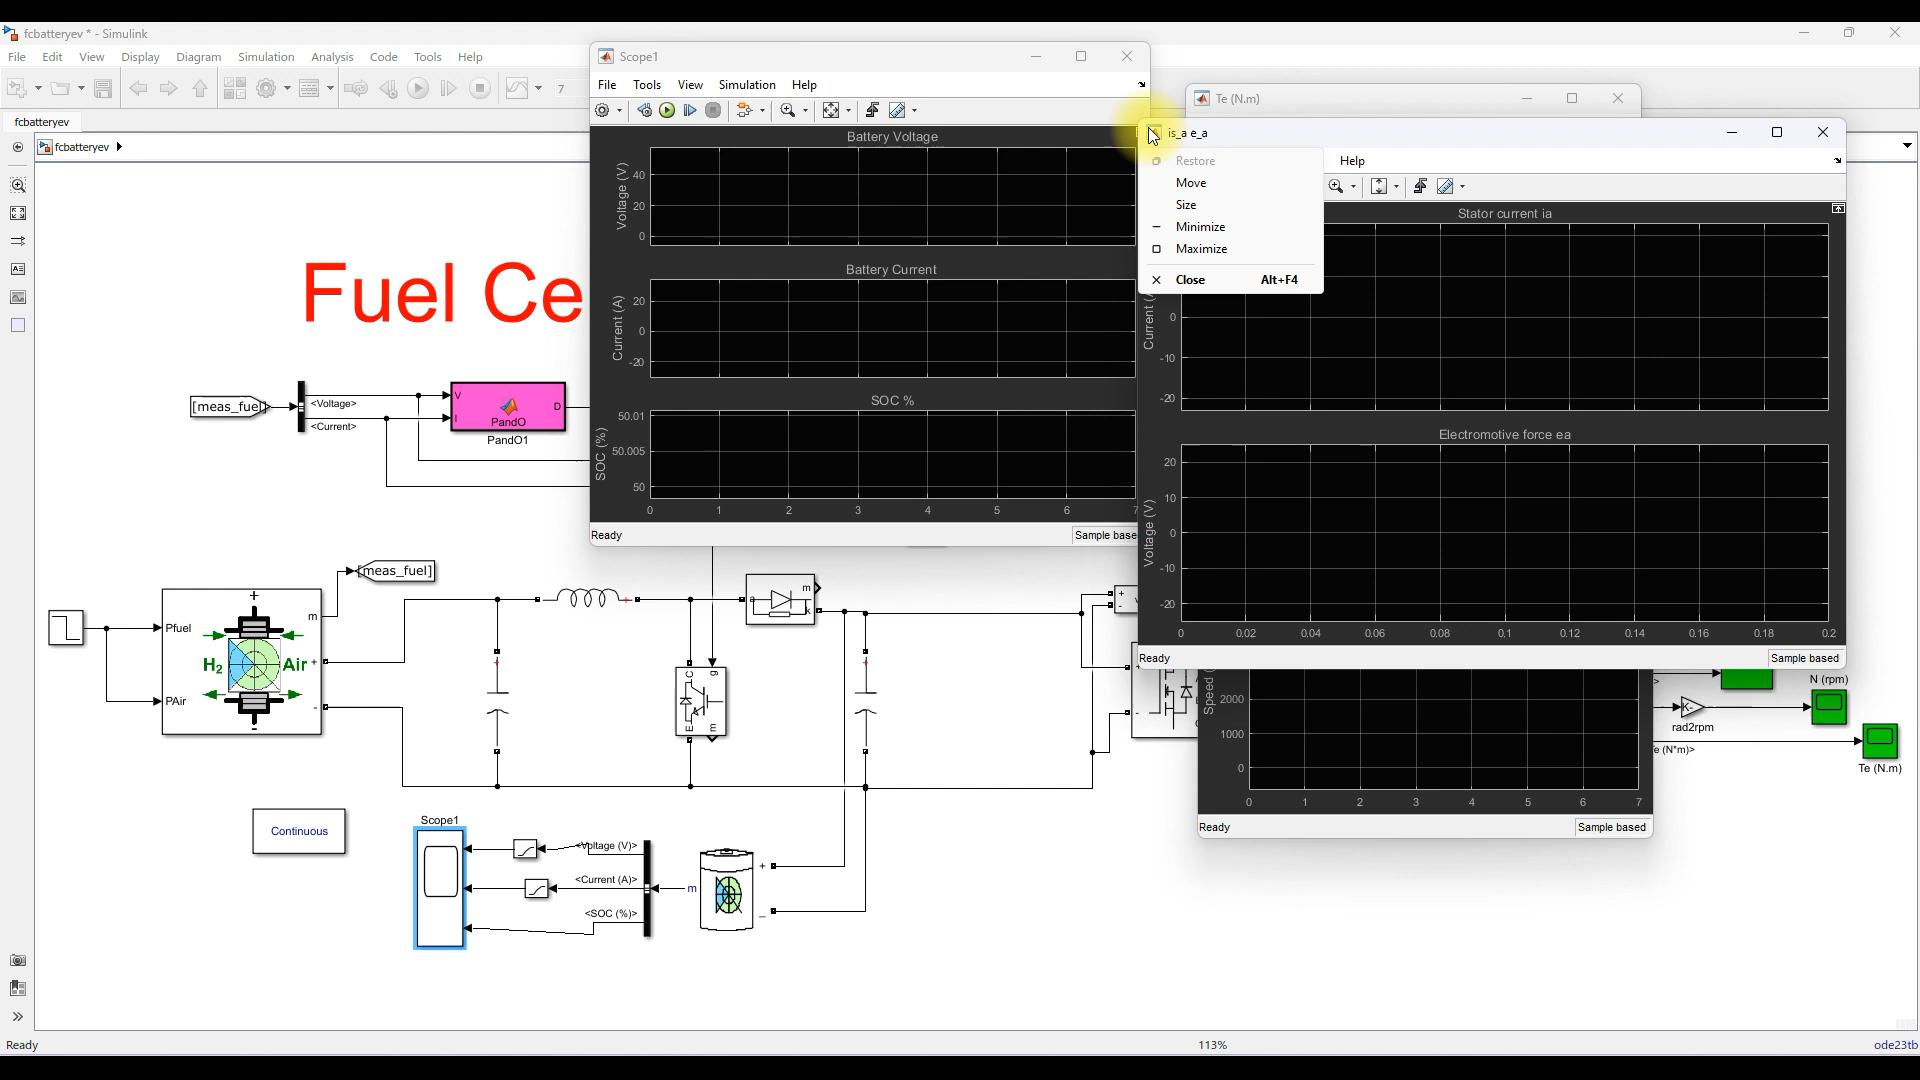 fcbatteryev * - Simulink
File Edit View Display Diagram Simulation Analysis Code Tools Help
7
fcbatteryev
fcbatteryev
Fuel Ce
[meas_fuel]
<Voltage>
<Current>
V
I
D
PandO
PandO1
[meas_fuel]
Pfuel
PAir
H2
Air
+
-
m
+
-
a
m
k
g
C
E
m
+
-
Continuous
Scope1
<Voltage (V)>
<Current (A)>
<SOC (%)>
m
+
_
N (rpm)
K-
rad2rpm
Te (N.m)
Scope1
File Tools View Simulation Help
Battery Voltage
Voltage (V)
40
20
0
Battery Current
Current (A)
20
0
-20
SOC %
SOC (%)
50.01
50.005
50
0 1 2 3 4 5 6 7
Ready
Sample base
Te (N.m)
is_a e_a
Help
Restore
Move
Size
Minimize
Maximize
Close Alt+F4
Stator current ia
0
-10
-20
Electromotive force ea
Voltage (V)
20
10
0
-10
-20
0 0.02 0.04 0.06 0.08 0.1 0.12 0.14 0.16 0.18 0.2
Ready
Sample based
Speed
2000
1000
0
0 1 2 3 4 5 6 7
Ready
Sample based
Ready
113%
ode23tb